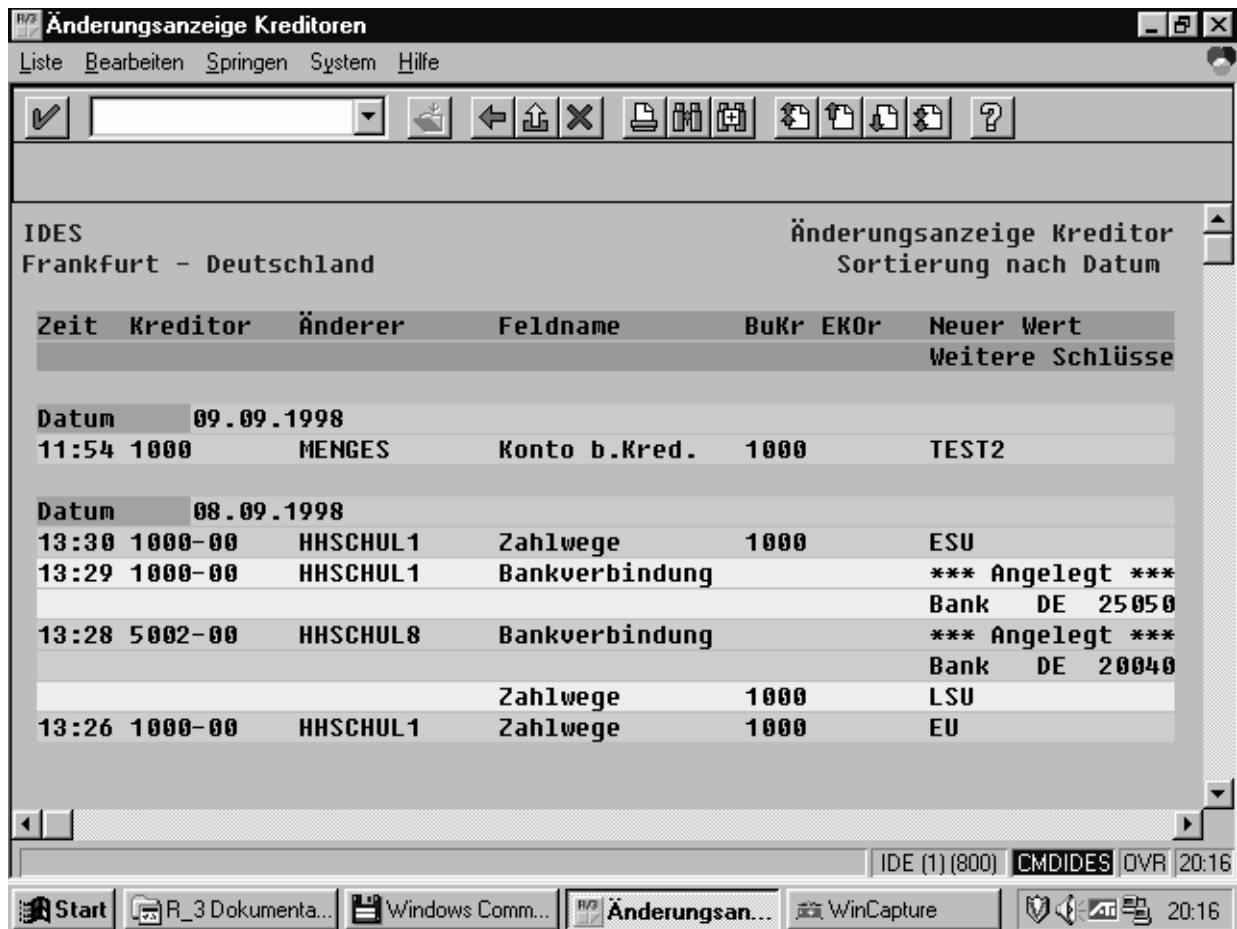 R/3 Änderungsanzeige Kreditoren
Liste Bearbeiten Springen System Hilfe
IDES Änderungsanzeige Kreditor
Frankfurt - Deutschland Sortierung nach Datum
Zeit Kreditor Änderer Feldname BuKr EKOr Neuer Wert
Weitere Schlüsse
Datum 09.09.1998
11:54 1000 MENGES Konto b.Kred. 1000 TEST2
Datum 08.09.1998
13:30 1000-00 HHSCHUL1 Zahlwege 1000 ESU
13:29 1000-00 HHSCHUL1 Bankverbindung *** Angelegt ***
Bank DE 25050
13:28 5002-00 HHSCHUL8 Bankverbindung *** Angelegt ***
Bank DE 20040
Zahlwege 1000 LSU
13:26 1000-00 HHSCHUL1 Zahlwege 1000 EU
IDE (1) (800) CMDIDES OVR 20:16
Start R_3 Dokumenta... Windows Comm... R/3 Änderungsan... WinCapture 20:16